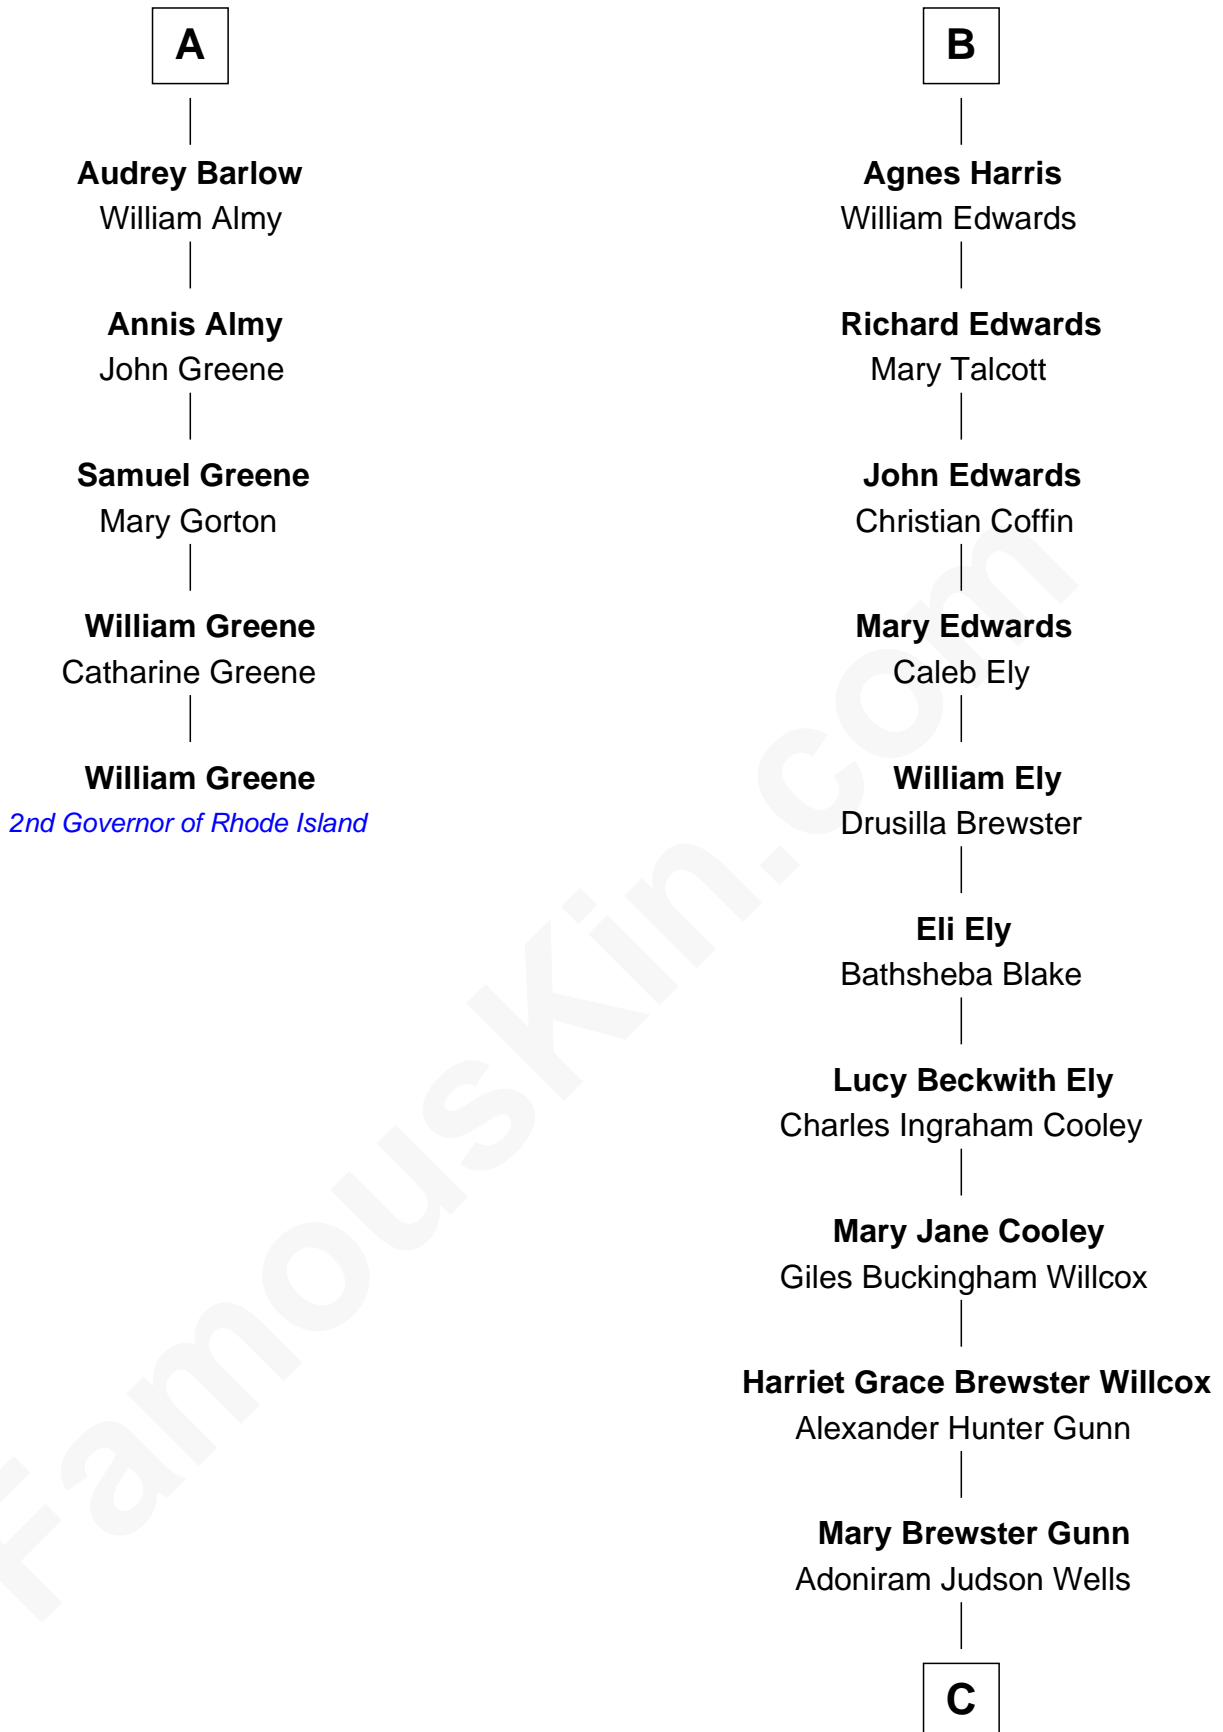 A
Audrey Barlow
William Almy
Annis Almy
John Greene
Samuel Greene
Mary Gorton
William Greene
Catharine Greene
William Greene
2nd Governor of Rhode Island
B
Agnes Harris
William Edwards
Richard Edwards
Mary Talcott
John Edwards
Christian Coffin
Mary Edwards
Caleb Ely
William Ely
Drusilla Brewster
Eli Ely
Bathsheba Blake
Lucy Beckwith Ely
Charles Ingraham Cooley
Mary Jane Cooley
Giles Buckingham Willcox
Harriet Grace Brewster Willcox
Alexander Hunter Gunn
Mary Brewster Gunn
Adoniram Judson Wells
C
FamousKin.com